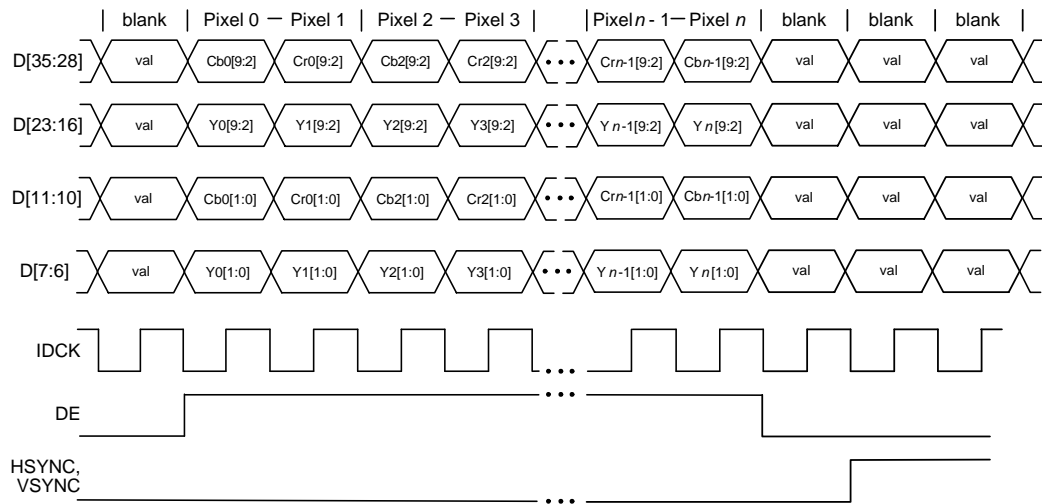 blank Pixel 0 — Pixel 1 Pixel 2 — Pixel 3 Pixel n - 1 — Pixel n blank blank blank
D[35:28] val Cb0[9:2] Cr0[9:2] Cb2[9:2] Cr2[9:2] ••• Crn-1[9:2] Cbn-1[9:2] val val val
D[23:16] val Y0[9:2] Y1[9:2] Y2[9:2] Y3[9:2] ••• Yn-1[9:2] Yn[9:2] val val val
D[11:10] val Cb0[1:0] Cr0[1:0] Cb2[1:0] Cr2[1:0] ••• Crn-1[1:0] Cbn-1[1:0] val val val
D[7:6] val Y0[1:0] Y1[1:0] Y2[1:0] Y3[1:0] ••• Yn-1[1:0] Yn[1:0] val val val
IDCK •••
DE •••
HSYNC,
VSYNC •••